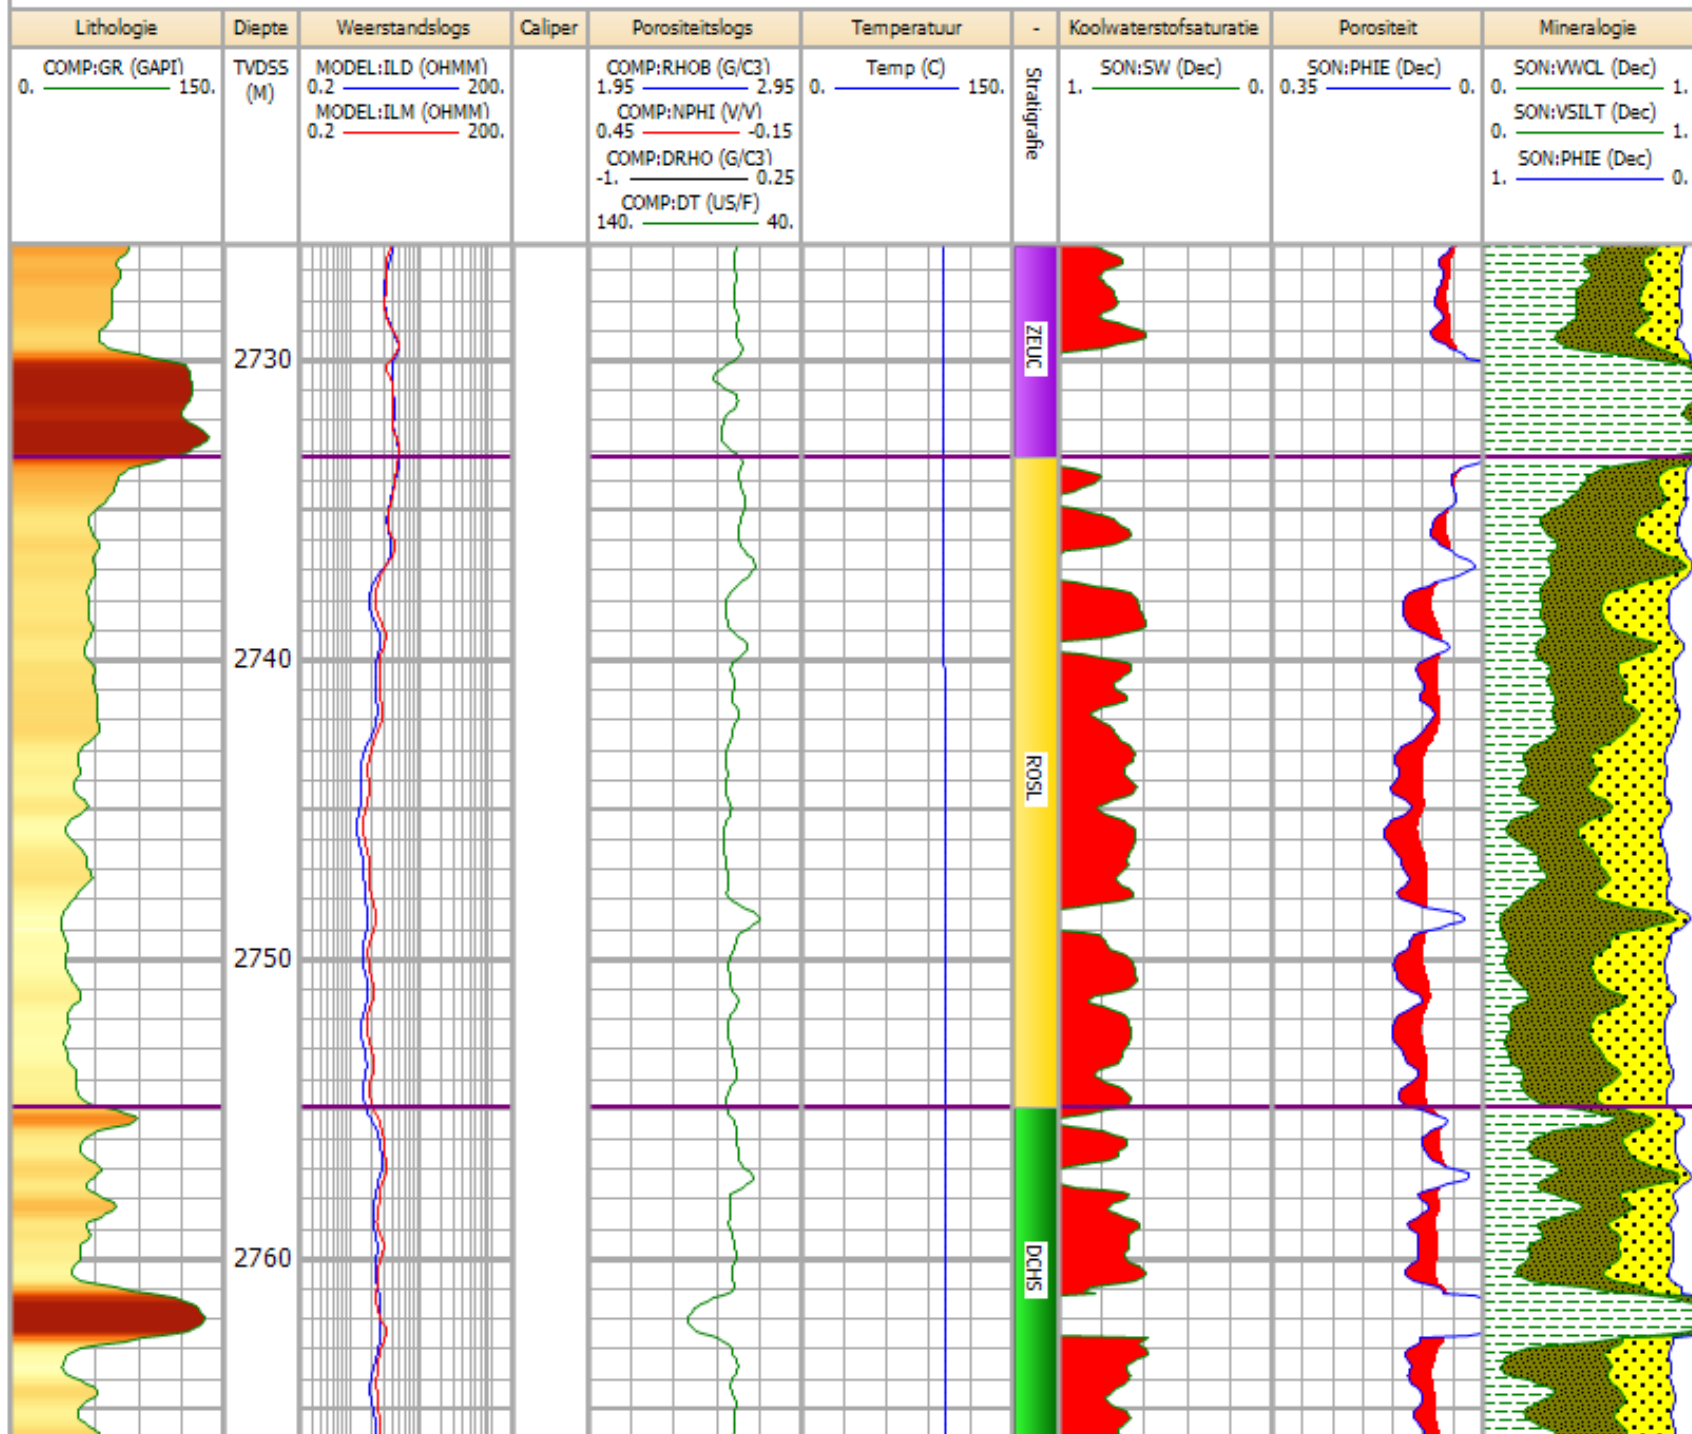 Lithologie Diepte Weerstandslogs Caliper Porositeitslogs Temperatuur - Koolwaterstofsaturatie Porositeit Mineralogie
COMP:GR (GAPI)
0. 150.
TVDSS
(M)
MODEL:ILD (OHMM)
0.2 200.
MODEL:ILM (OHMM)
0.2 200.
COMP:RHOB (G/C3)
1.95 2.95
COMP:NPHI (V/V)
0.45 -0.15
COMP:DRHO (G/C3)
-1. 0.25
COMP:DT (US/F)
140. 40.
Temp (C)
0. 150.
Stratigrafie
SON:SW (Dec)
1. 0.
SON:PHIE (Dec)
0.35 0.
SON:VWCL (Dec)
0. 1.
SON:VSILT (Dec)
0. 1.
SON:PHIE (Dec)
1. 0.
2730
2740
2750
2760
ZEUC
ROSL
DCHS